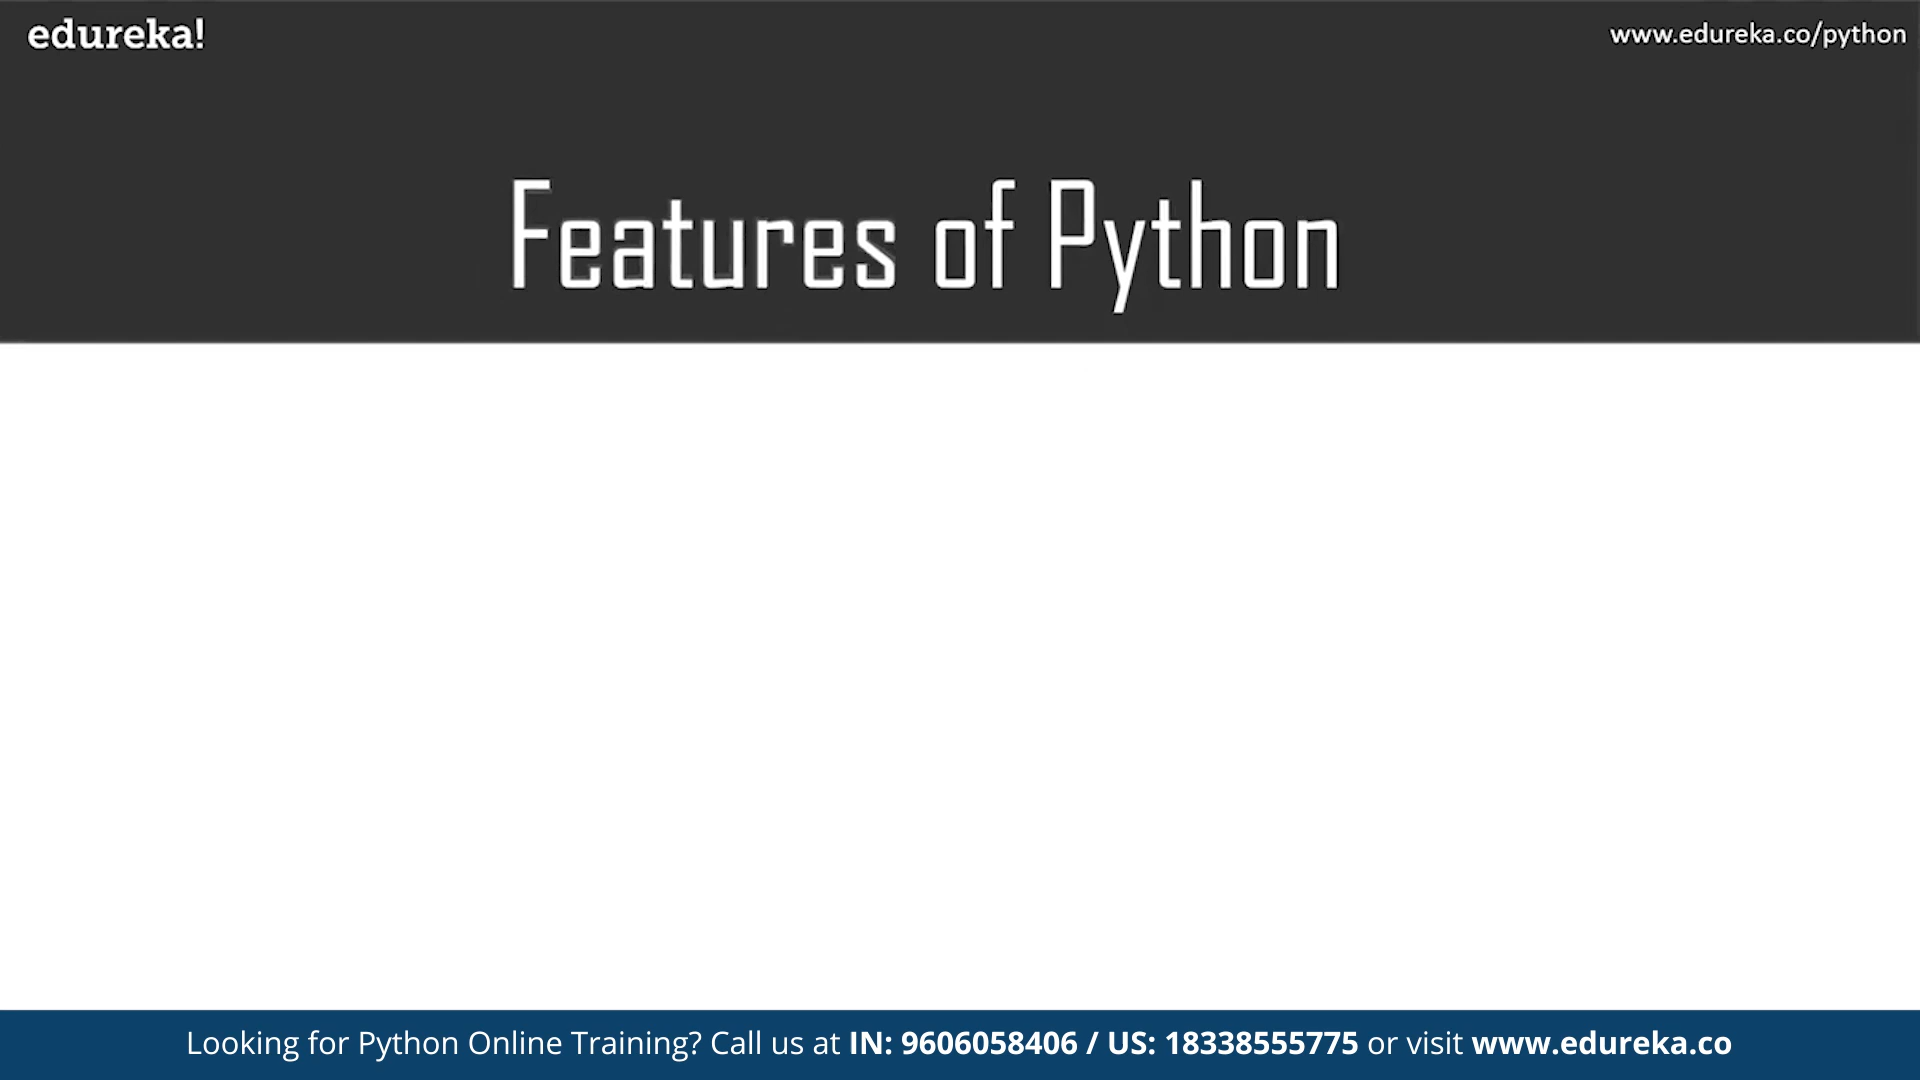 edureka!
www.edureka.co/python
Features of Python
Looking for Python Online Training? Call us at IN: 9606058406 / US: 18338555775 or visit www.edureka.co